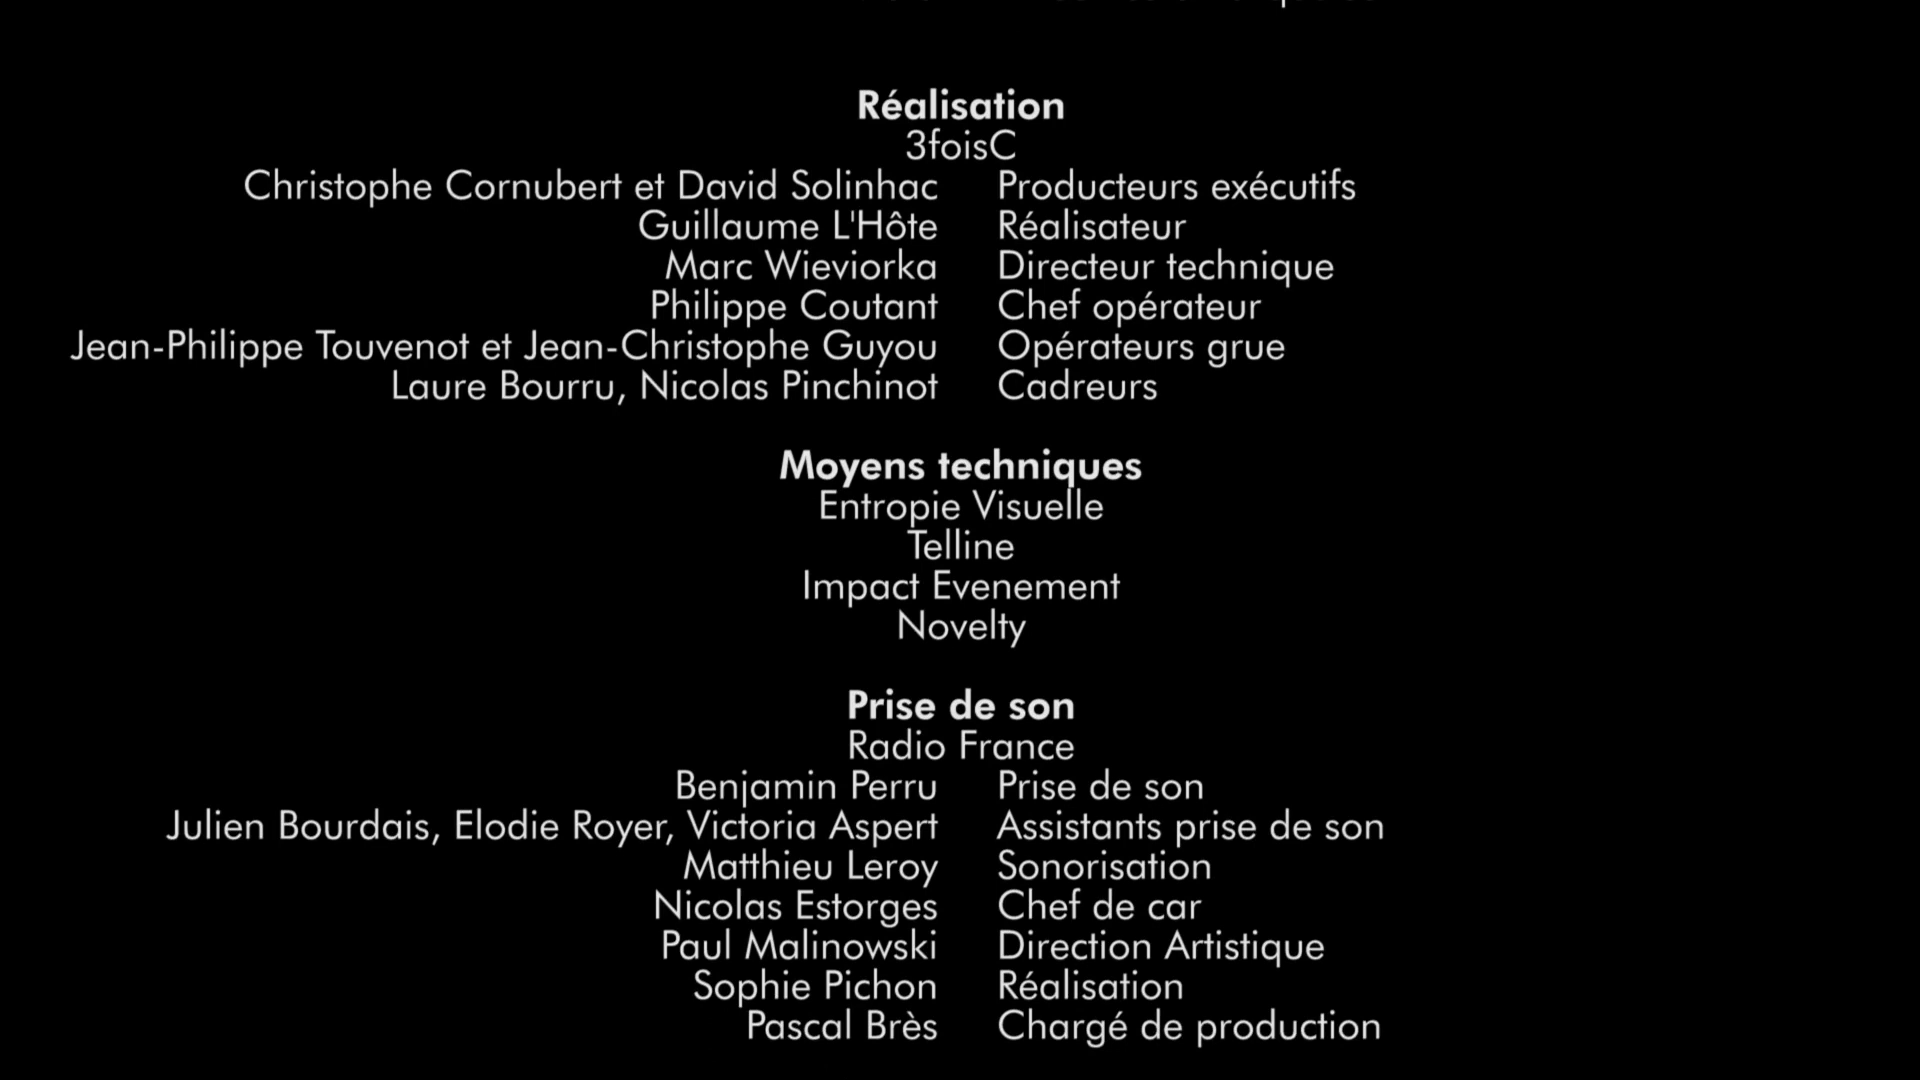 Réalisation
3foisC
Christophe Cornubert et David Solinhac Producteurs exécutifs
Guillaume L'Hôte Réalisateur
Marc Wieviorka Directeur technique
Philippe Coutant Chef opérateur
Jean-Philippe Touvenot et Jean-Christophe Guyou Opérateurs grue
Laure Bourru, Nicolas Pinchinot Cadreurs
Moyens techniques
Entropie Visuelle
Telline
Impact Evenement
Novelty
Prise de son
Radio France
Benjamin Perru Prise de son
Julien Bourdais, Elodie Royer, Victoria Aspert Assistants prise de son
Matthieu Leroy Sonorisation
Nicolas Estorges Chef de car
Paul Malinowski Direction Artistique
Sophie Pichon Réalisation
Pascal Brès Chargé de production